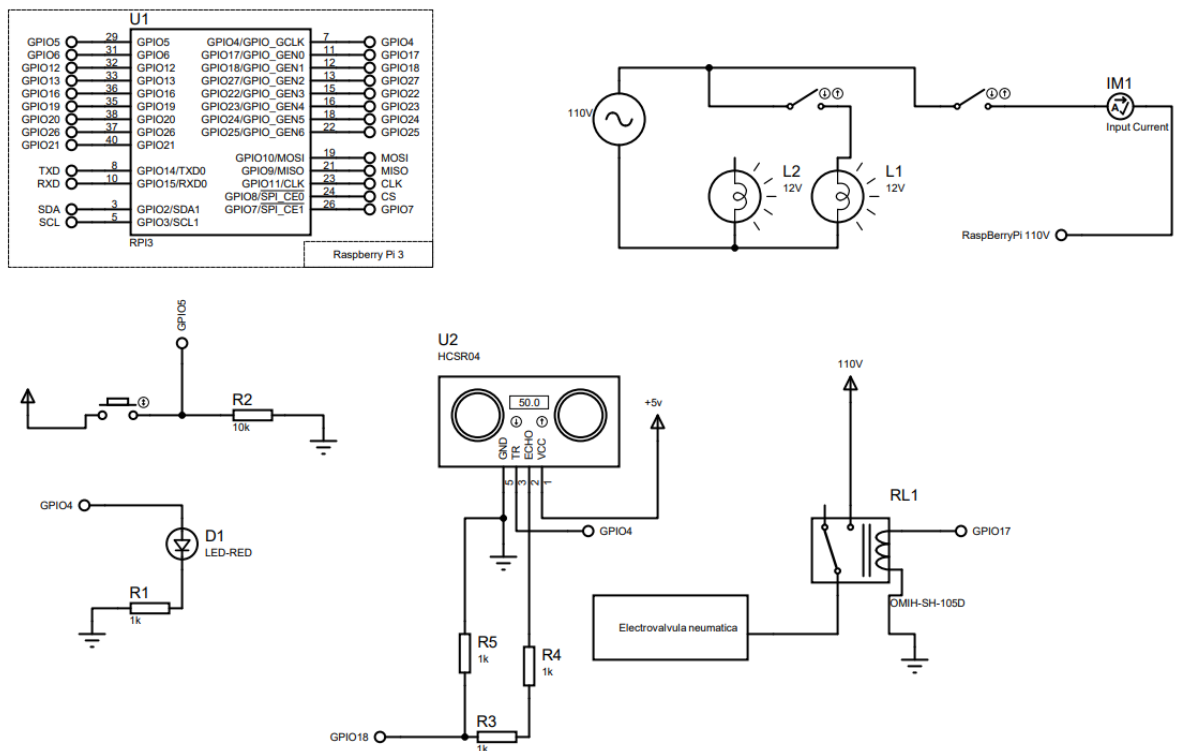 U1
GPIO5 29 GPIO5 GPIO4/GPIO_GCLK 7 GPIO4
GPIO6 31 GPIO6 GPIO17/GPIO_GEN0 11 GPIO17
GPIO12 32 GPIO12 GPIO18/GPIO_GEN1 12 GPIO18
GPIO13 33 GPIO13 GPIO27/GPIO_GEN2 13 GPIO27
GPIO16 36 GPIO16 GPIO22/GPIO_GEN3 15 GPIO22
GPIO19 35 GPIO19 GPIO23/GPIO_GEN4 16 GPIO23
GPIO20 38 GPIO20 GPIO24/GPIO_GEN5 18 GPIO24
GPIO26 37 GPIO26 GPIO25/GPIO_GEN6 22 GPIO25
GPIO21 40 GPIO21
GPIO10/MOSI 19 MOSI
TXD 8 GPIO14/TXD0 GPIO9/MISO 21 MISO
RXD 10 GPIO15/RXD0 GPIO11/CLK 23 CLK
GPIO8/SPI_CE0 24 CS
SDA 3 GPIO2/SDA1 GPIO7/SPI_CE1 26 GPIO7
SCL 5 GPIO3/SCL1
RPI3
Raspberry Pi 3
110V
IM1
A
Input Current
L2
12V
L1
12V
RaspBerryPi 110V
GPIO5
R2
10k
GPIO4
D1
LED-RED
R1
1k
U2
HCSR04
50.0
GND
TR
ECHO
VCC
5
3
2
1
+5v
GPIO4
R5
1k
R4
1k
R3
1k
GPIO18
110V
RL1
GPIO17
OMIH-SH-105D
Electrovalvula neumatica